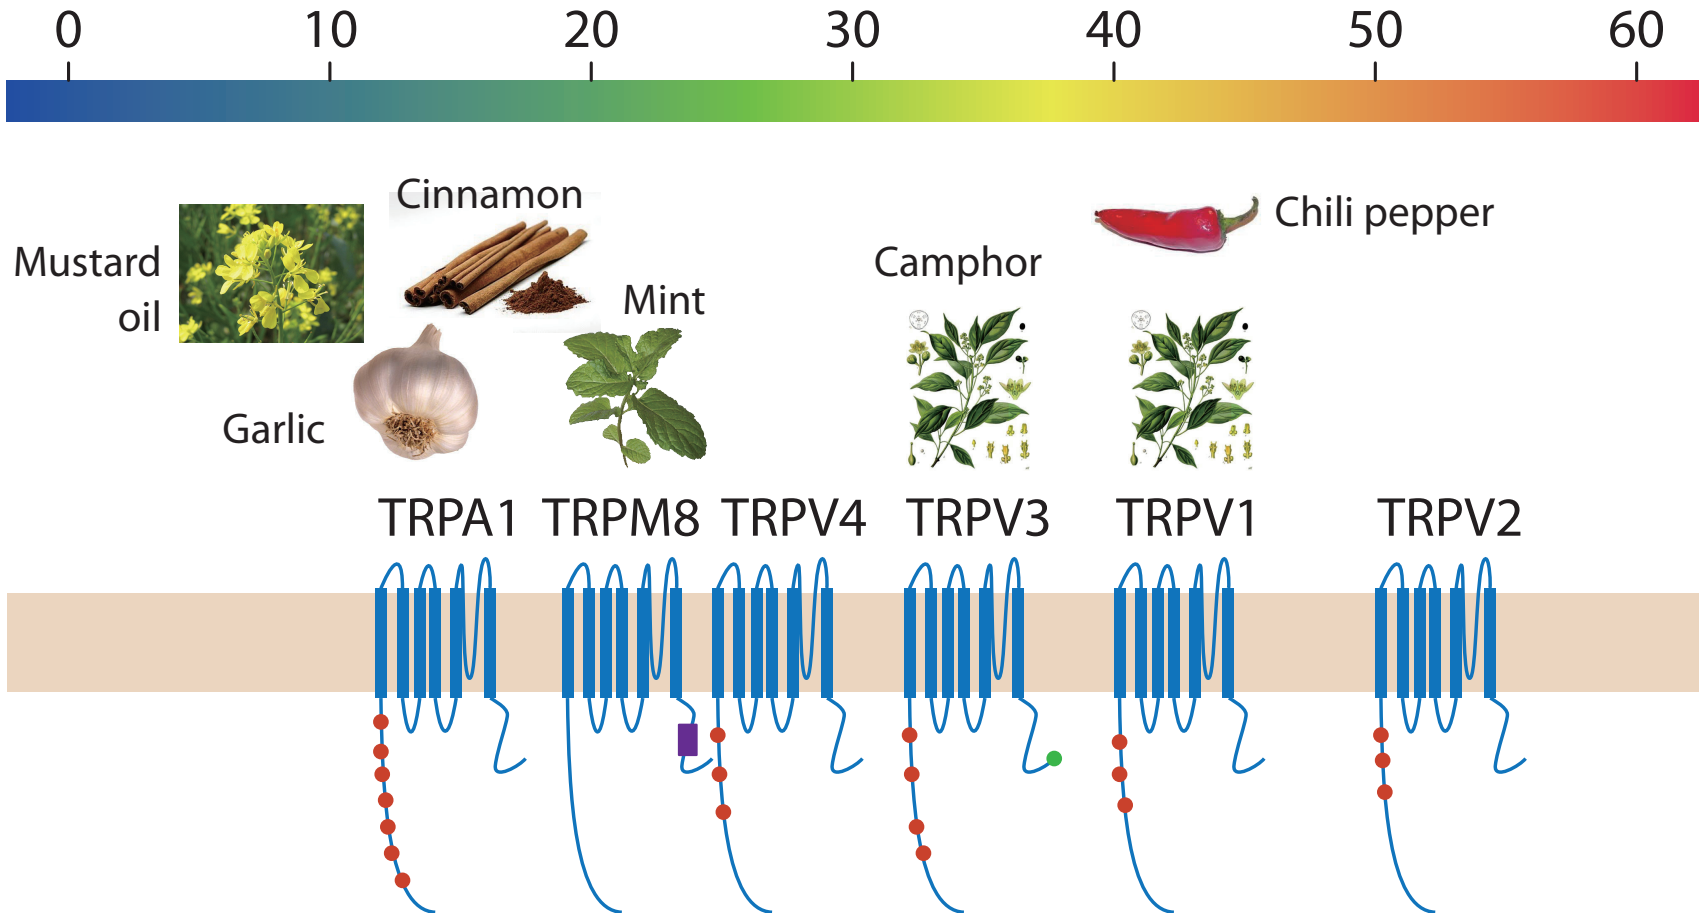 0 10 20 30 40 50 60
Cinnamon
Chili pepper
Mustard
oil
Camphor
Mint
Garlic
TRPA1 TRPM8 TRPV4 TRPV3 TRPV1 TRPV2